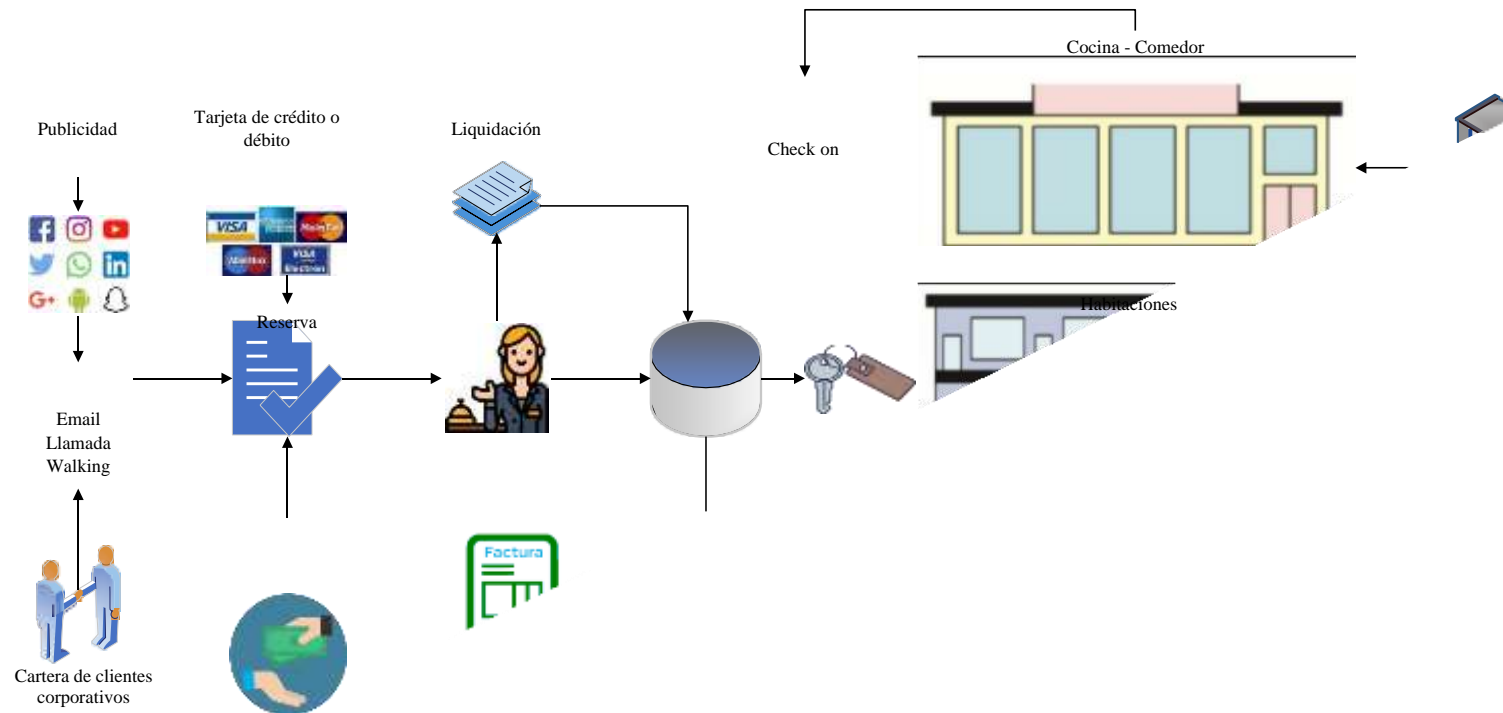 Cocina - Comedor
Publicidad
Tarjeta de crédito o
débito
Liquidación
Check on
VISA
Reserva
Habitaciones
Email
Llamada
Walking
Factura
Cartera de clientes
corporativos